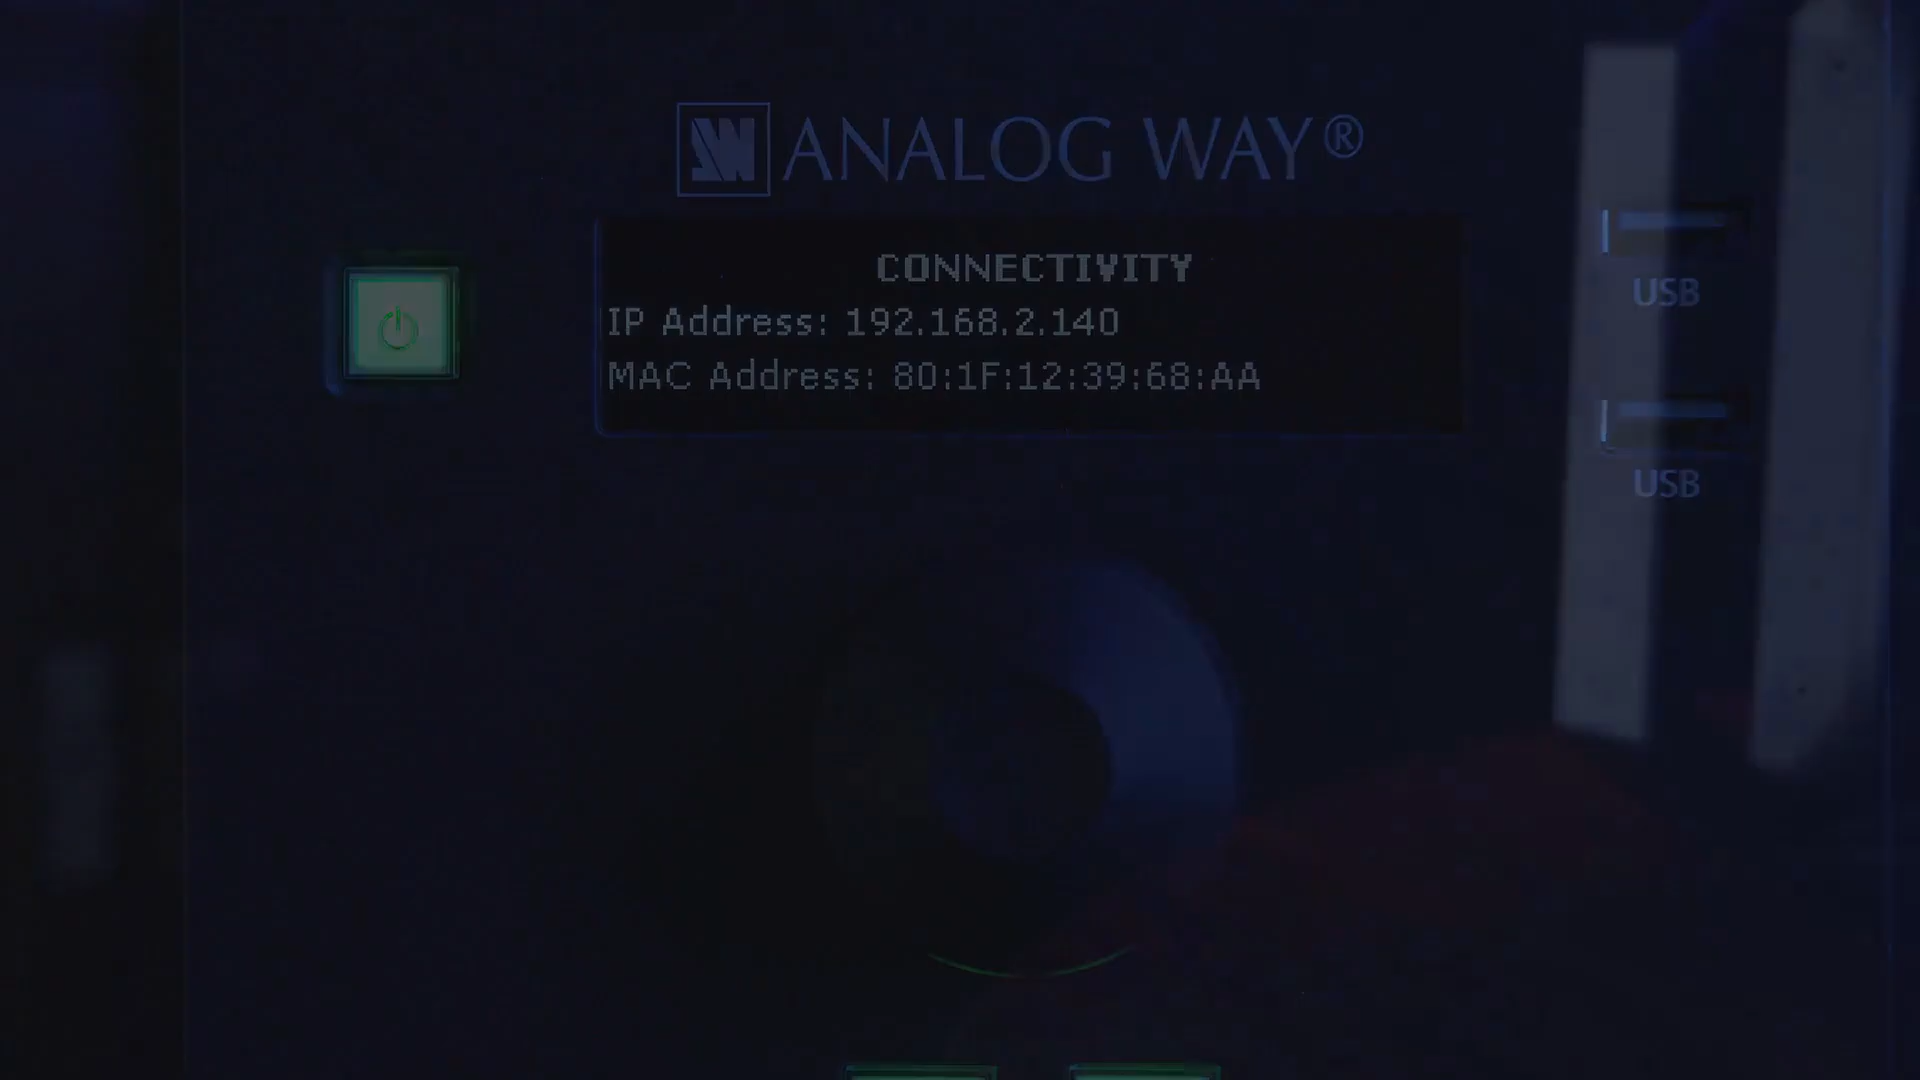 ANALOG WAY®
CONNECTIVITY
IP Address: 192.168.2.140
MAC Address: 80:1F:12:39:68:AA
USB
USB